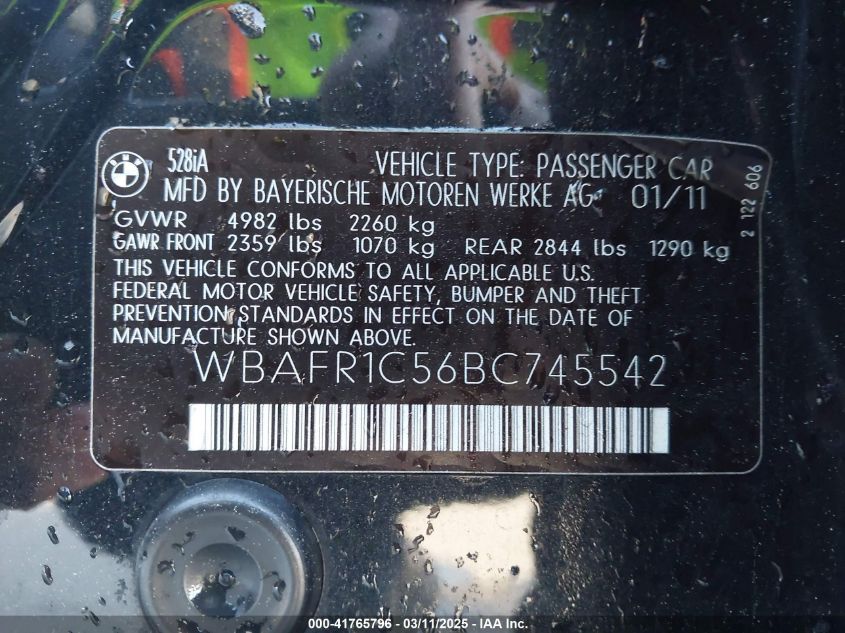 BMW
528iA
VEHICLE TYPE: PASSENGER CAR
MFD BY BAYERISCHE MOTOREN WERKE AG 01/11
GVWR 4982 lbs 2260 kg
GAWR FRONT 2359 lbs 1070 kg REAR 2844 lbs 1290 kg
THIS VEHICLE CONFORMS TO ALL APPLICABLE U.S.
FEDERAL MOTOR VEHICLE SAFETY, BUMPER AND THEFT
PREVENTION STANDARDS IN EFFECT ON THE DATE OF
MANUFACTURE SHOWN ABOVE.
WBAFR1C56BC745542
2 122 606
000-41765796 - 03/11/2025 - IAA Inc.